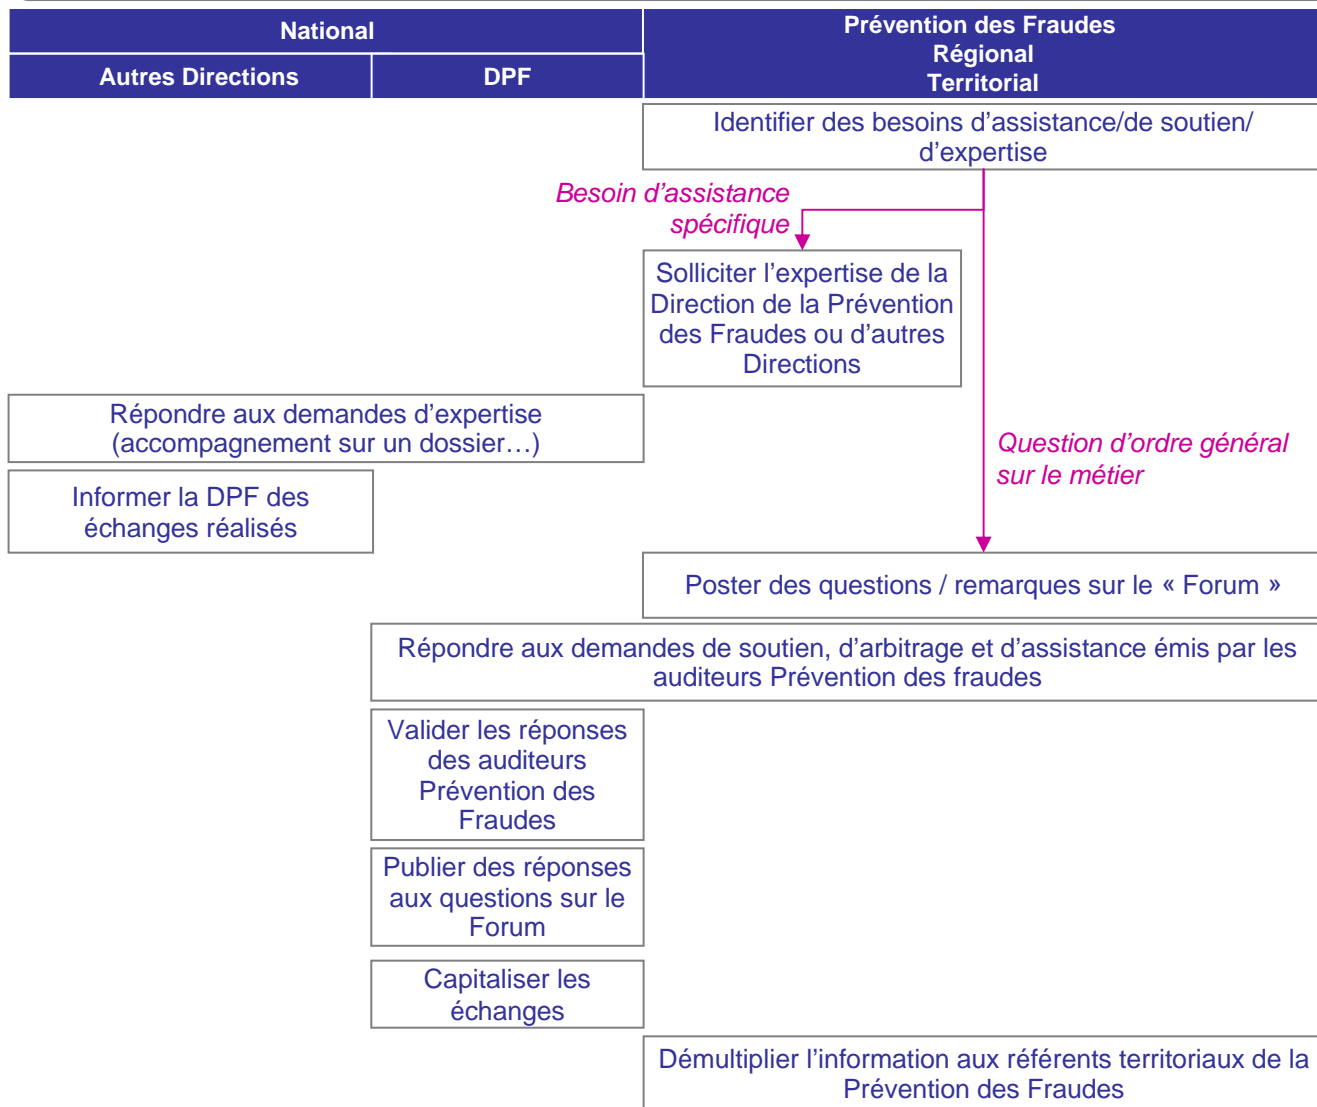 National
Prévention des Fraudes
Régional
Territorial
Autres Directions
DPF
Identifier des besoins d’assistance/de soutien/
d’expertise
Besoin d’assistance
spécifique
Solliciter l’expertise de la
Direction de la Prévention
des Fraudes ou d’autres
Directions
Répondre aux demandes d’expertise
(accompagnement sur un dossier…)
Question d’ordre général
sur le métier
Informer la DPF des
échanges réalisés
Poster des questions / remarques sur le « Forum »
Répondre aux demandes de soutien, d’arbitrage et d’assistance émis par les
auditeurs Prévention des fraudes
Valider les réponses
des auditeurs
Prévention des
Fraudes
Publier des réponses
aux questions sur le
Forum
Capitaliser les
échanges
Démultiplier l’information aux référents territoriaux de la
Prévention des Fraudes